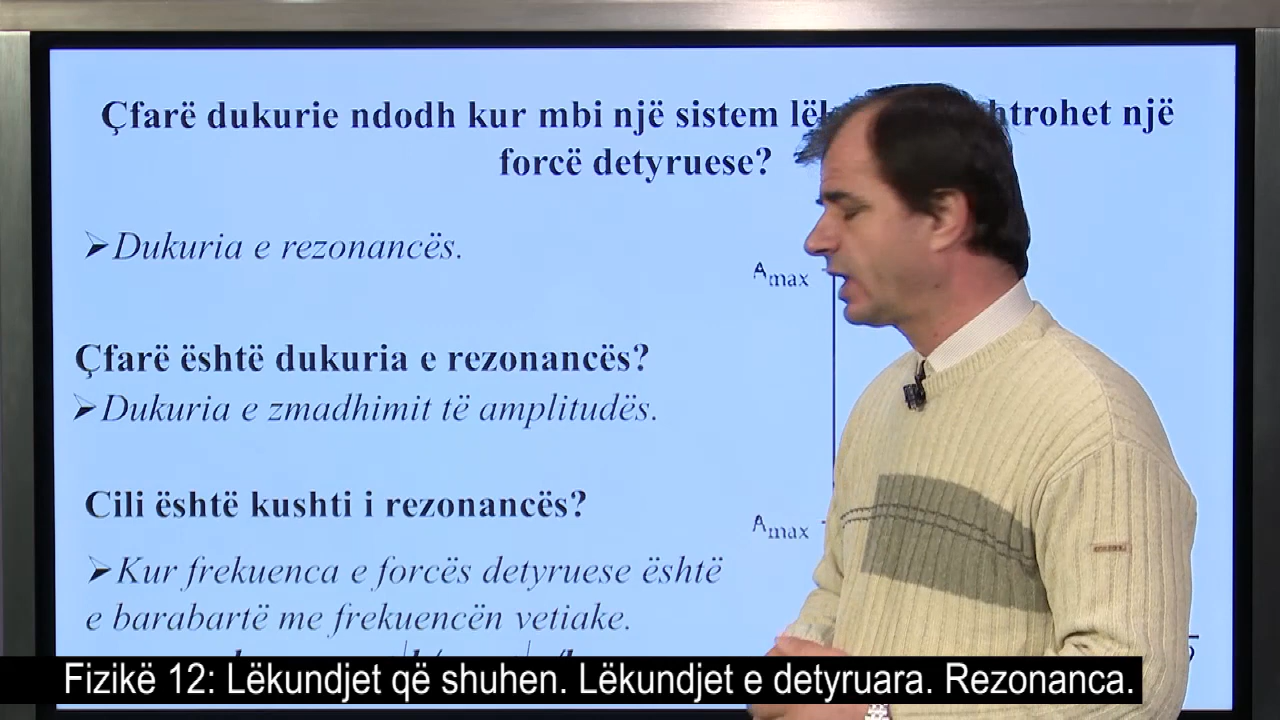 Çfarë dukurie ndodh kur mbi një sistem një
forcë detyruese?
➢Dukuria e rezonancës.
Amax
Çfarë është dukuria e rezonancës?
➢Dukuria e zmadhimit të amplitudës.
Cili është kushti i rezonancës?
Amax
➢Kur frekuenca e forcës detyruese është
e barabartë me frekuencën vetiake.
Fizikë 12: Lëkundjet që shuhen. Lëkundjet e detyruara. Rezonanca.